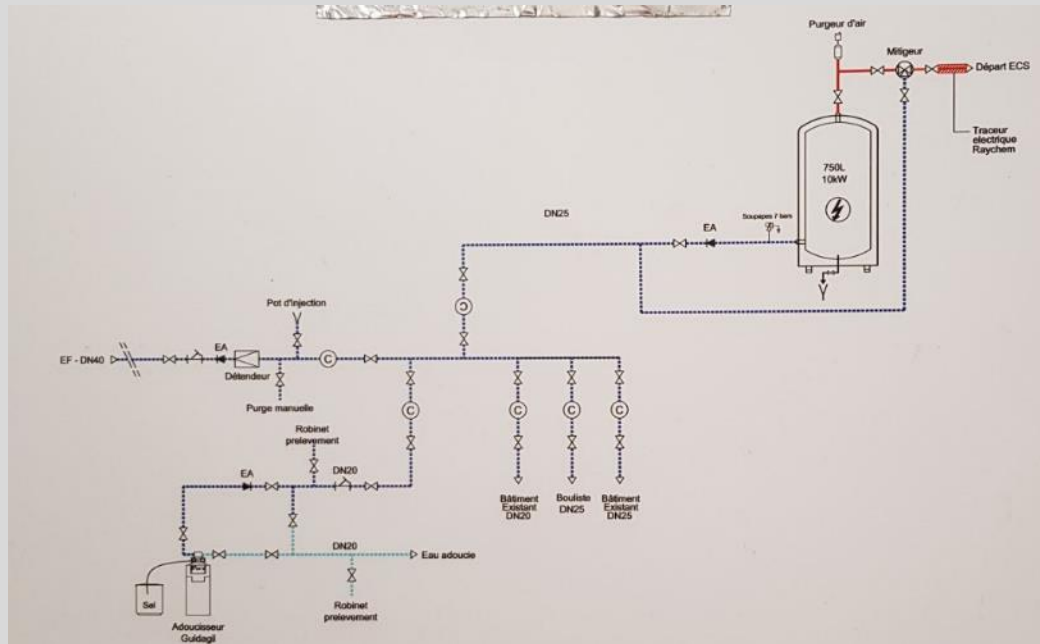 Purgeur d'air
Mitigeur
Départ ECS
Traceur
electrique
Raychem
750L
10kW
DN25
Soupapes 7 bars
EA
C
Pot d'injection
EF - DN40
EA
C
Détendeur
Purge manuelle
C
C
C
C
Robinet
prelevement
EA
DN20
Bâtiment
Existant
DN20
Bouliste
DN25
Bâtiment
Existant
DN25
DN20
Eau adoucie
Sel
Robinet
prelevement
Adoucisseur
Guidagil